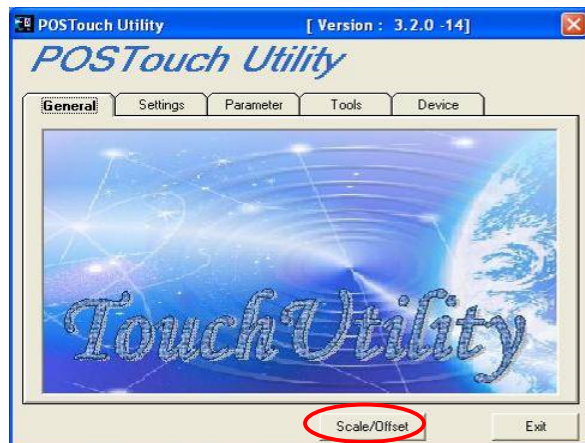 POSTouch Utility [ Version : 3.2.0 -14]
POSTouch Utility
General Settings Parameter Tools Device
TouchUtility
Scale/Offset Exit